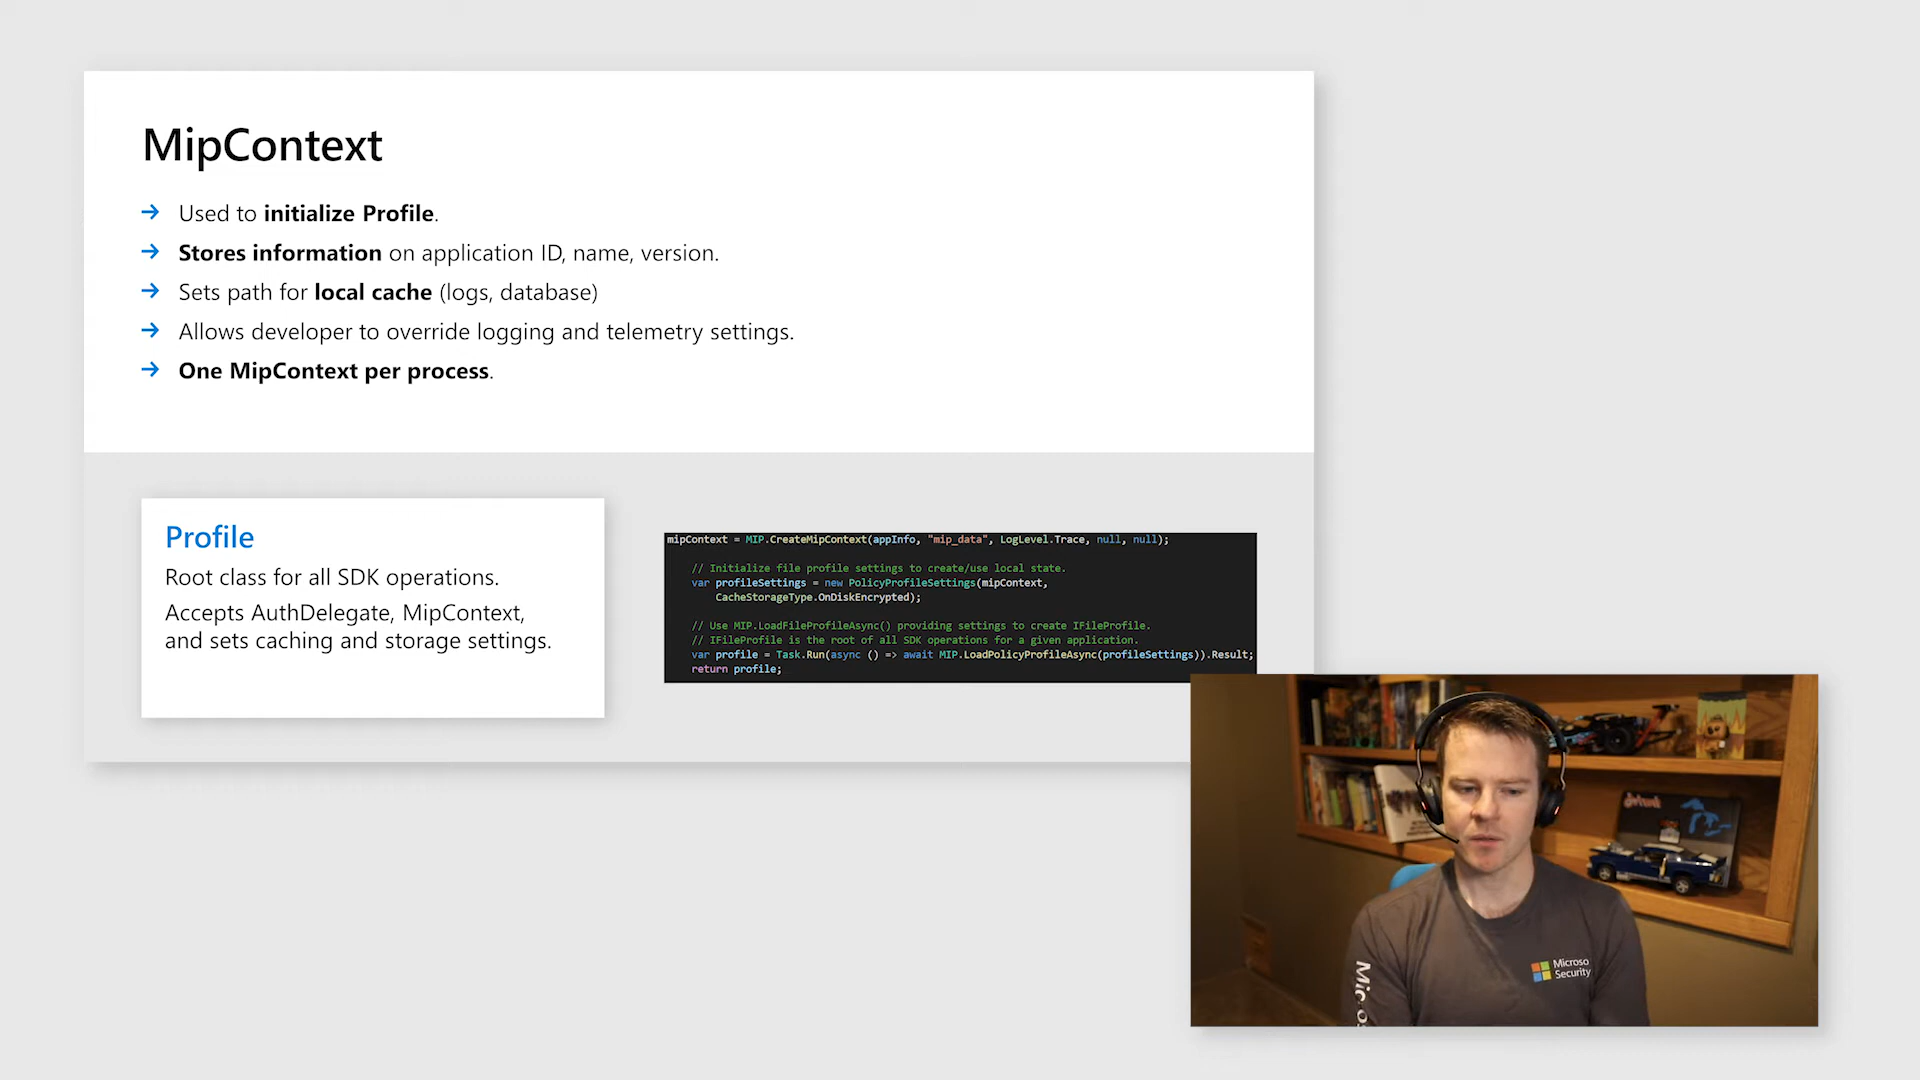 MipContext
→ Used to initialize Profile.
→ Stores information on application ID, name, version.
→ Sets path for local cache (logs, database)
→ Allows developer to override logging and telemetry settings.
→ One MipContext per process.
Profile
Root class for all SDK operations.
Accepts AuthDelegate, MipContext,
and sets caching and storage settings.
mipContext = MIP.CreateMipContext(appInfo, "mip_data", LogLevel.Trace, null, null);
// Initialize file profile settings to create/use local state.
var profileSettings = new PolicyProfileSettings(mipContext,
CacheStorageType.OnDiskEncrypted);
// Use MIP.LoadFileProfileAsync() providing settings to create IFileProfile.
// IFileProfile is the root of all SDK operations for a given application.
var profile = Task.Run(async () => await MIP.LoadPolicyProfileAsync(profileSettings)).Result;
return profile;
Microso
Security